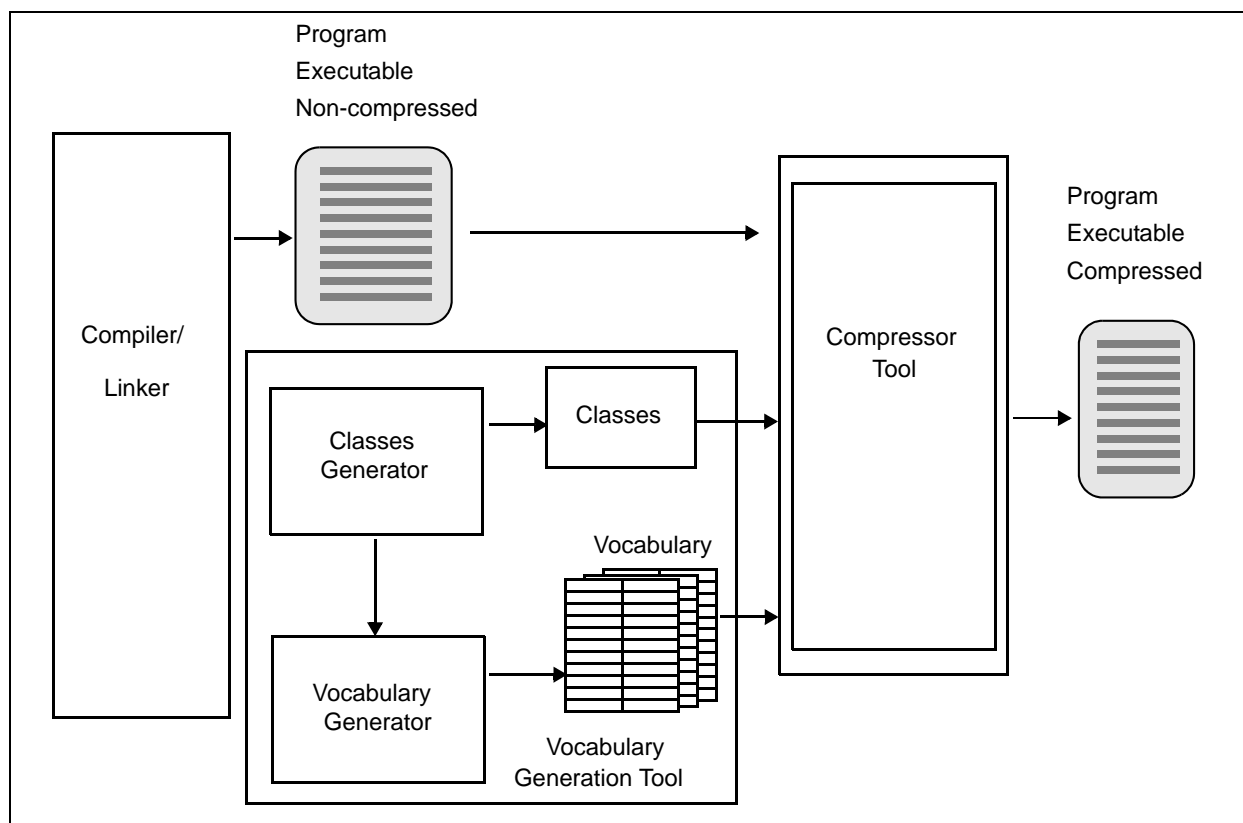 Program
Executable
Non-compressed
Program
Executable
Compressed
Compiler/
Linker
Compressor
Tool
Classes
Generator
Classes
Vocabulary
Vocabulary
Generator
Vocabulary
Generation Tool